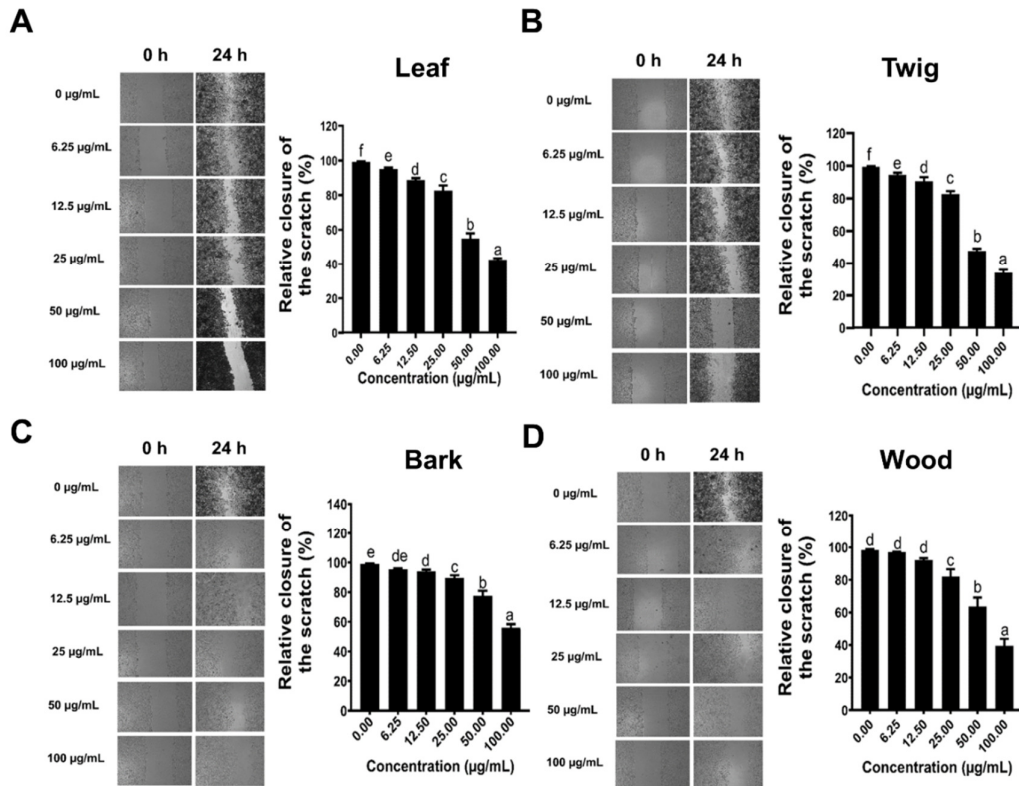 A
0 h 24 h
Leaf
0 µg/mL
6.25 µg/mL
12.5 µg/mL
25 µg/mL
50 µg/mL
100 µg/mL
Relative closure of
the scratch (%)
120
100
80
60
40
20
0
f e d c b a
0.00 6.25 12.50 25.00 50.00 100.00
Concentration (µg/mL)
B
0 h 24 h
Twig
0 µg/mL
6.25 µg/mL
12.5 µg/mL
25 µg/mL
50 µg/mL
100 µg/mL
Relative closure of
the scratch (%)
120
100
80
60
40
20
0
f e d c b a
0.00 6.25 12.50 25.00 50.00 100.00
Concentration (µg/mL)
C
0 h 24 h
Bark
0 µg/mL
6.25 µg/mL
12.5 µg/mL
25 µg/mL
50 µg/mL
100 µg/mL
Relative closure of
the scratch (%)
140
120
100
80
60
40
20
0
e de d c b a
0.00 6.25 12.50 25.00 50.00 100.00
Concentration (µg/mL)
D
0 h 24 h
Wood
0 µg/mL
6.25 µg/mL
12.5 µg/mL
25 µg/mL
50 µg/mL
100 µg/mL
Relative closure of
the scratch (%)
120
100
80
60
40
20
0
d d d c b a
0.00 6.25 12.50 25.00 50.00 100.00
Concentration (µg/mL)